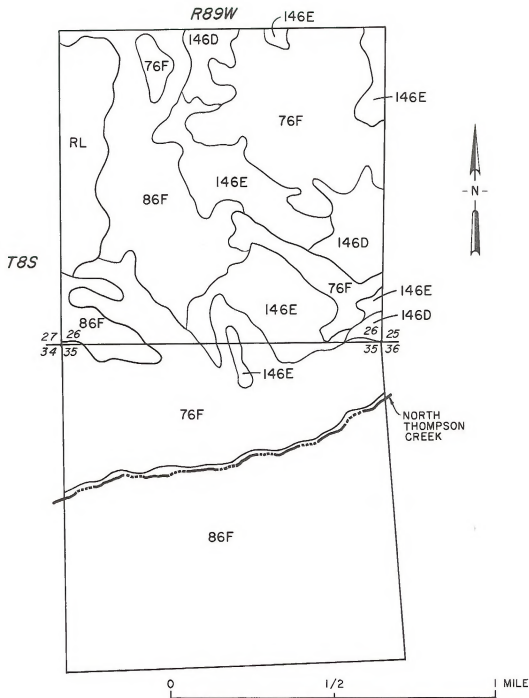 R89W
146E
146D
76F
146E
76F
RL
146E
86F
N
146D
T8S
76F
146E
146E
86F
146D
27 26
26 25
34 35
35 36
146E
76F
NORTH
THOMPSON
CREEK
86F
0 1/2 1 MILE